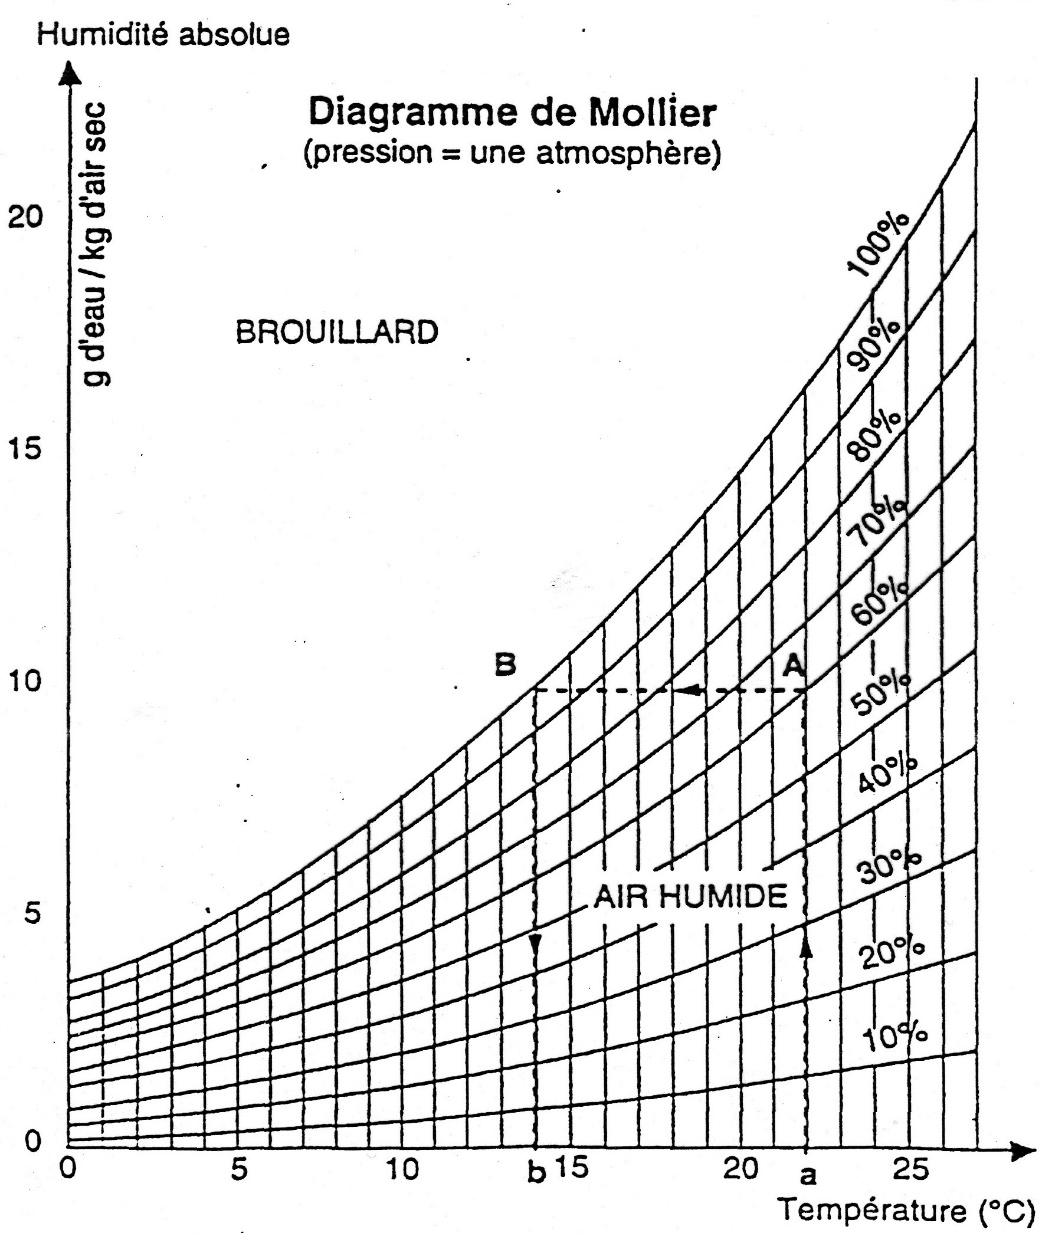 Humidité absolue
g d'eau / kg d'air sec
Diagramme de Mollier
(pression = une atmosphère)
20
BROUILLARD
100%
90%
15
80%
70%
60%
10
B
A
50%
40%
30%
5
AIR HUMIDE
20%
10%
0
0
5
10
b
15
20
a
25
Température (°C)